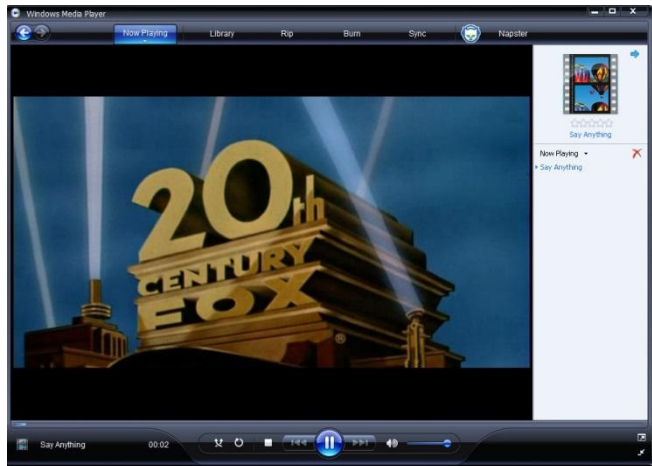 Windows Media Player
Now Playing Library Rip Burn Sync Napster
20th
CENTURY
FOX
Say Anything
Now Playing
Say Anything
Say Anything 00:02